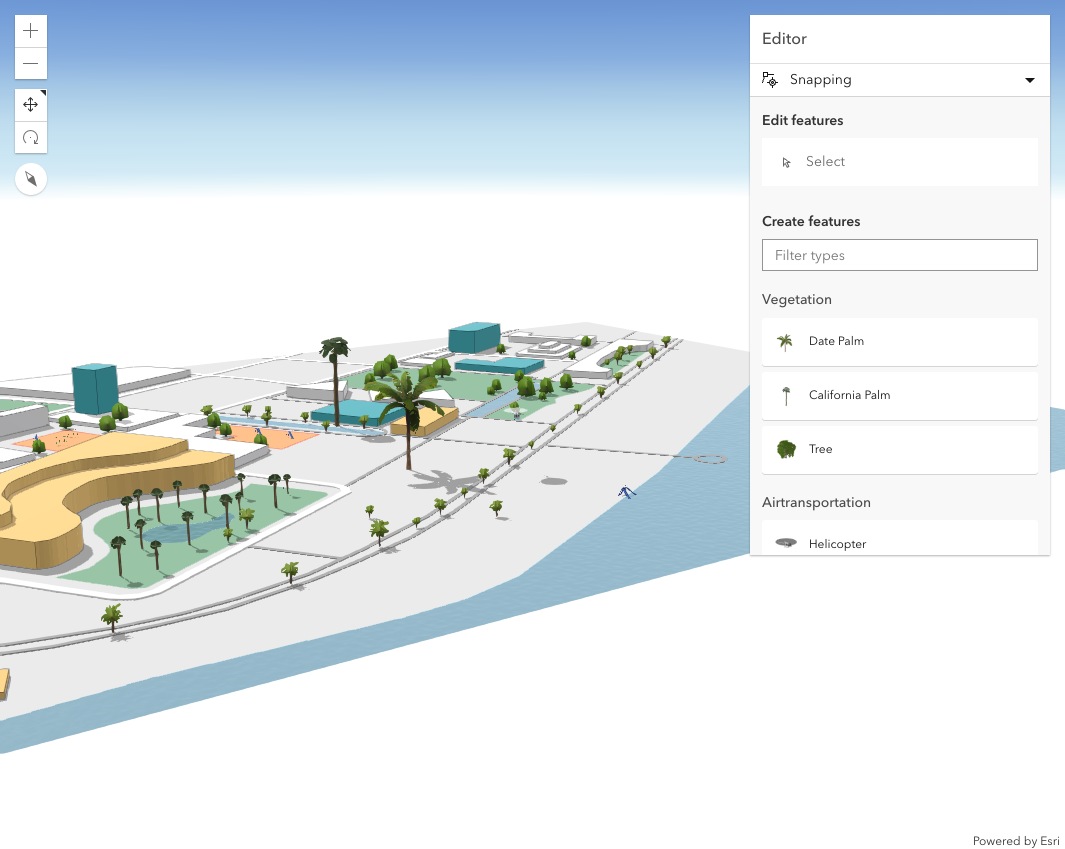 Editor
Snapping
Edit features
Select
Create features
Filter types
Vegetation
Date Palm
California Palm
Tree
Airtransportation
Helicopter
Powered by Esri